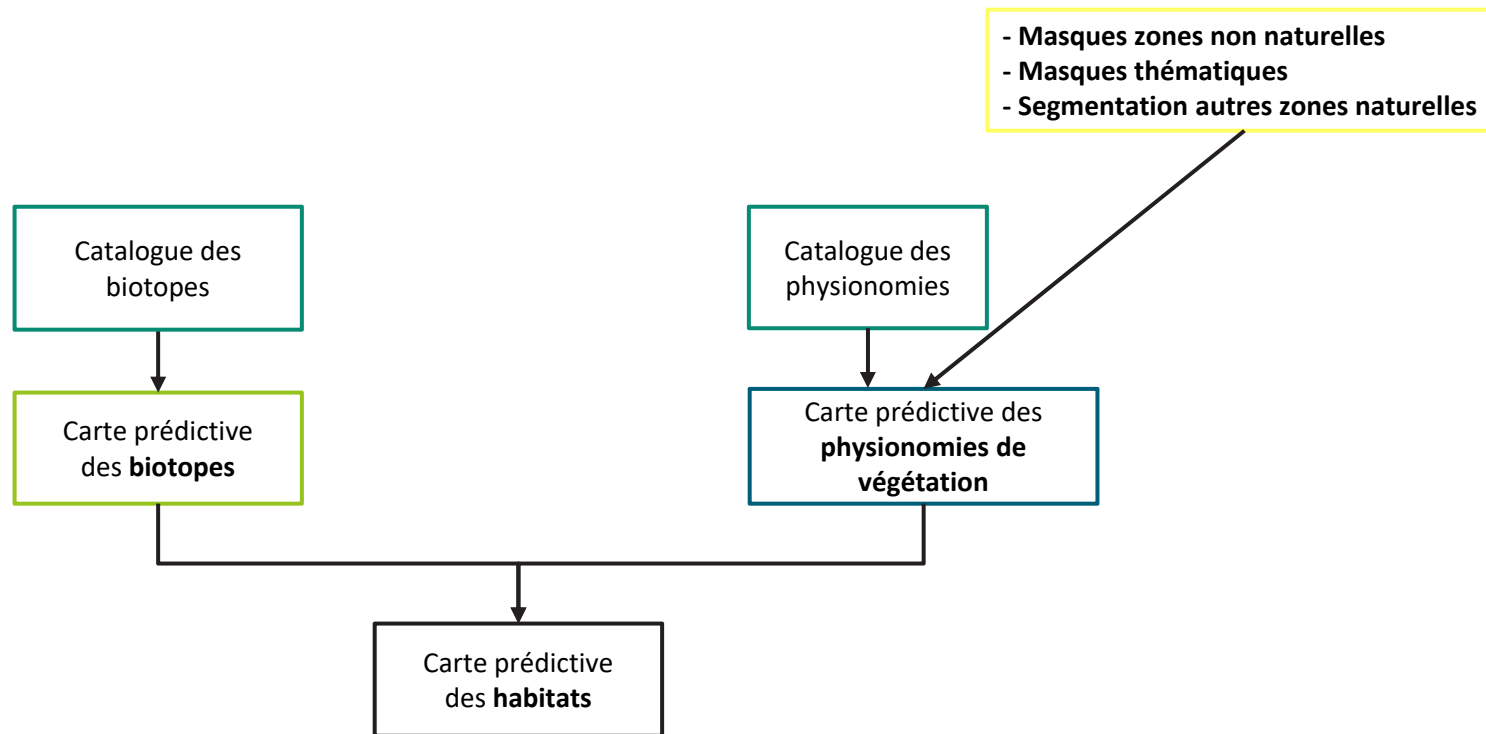 - Masques zones non naturelles
- Masques thématiques
- Segmentation autres zones naturelles
Catalogue des
biotopes
Catalogue des
physionomies
Carte prédictive
des biotopes
Carte prédictive des
physionomies de
végétation
Carte prédictive
des habitats